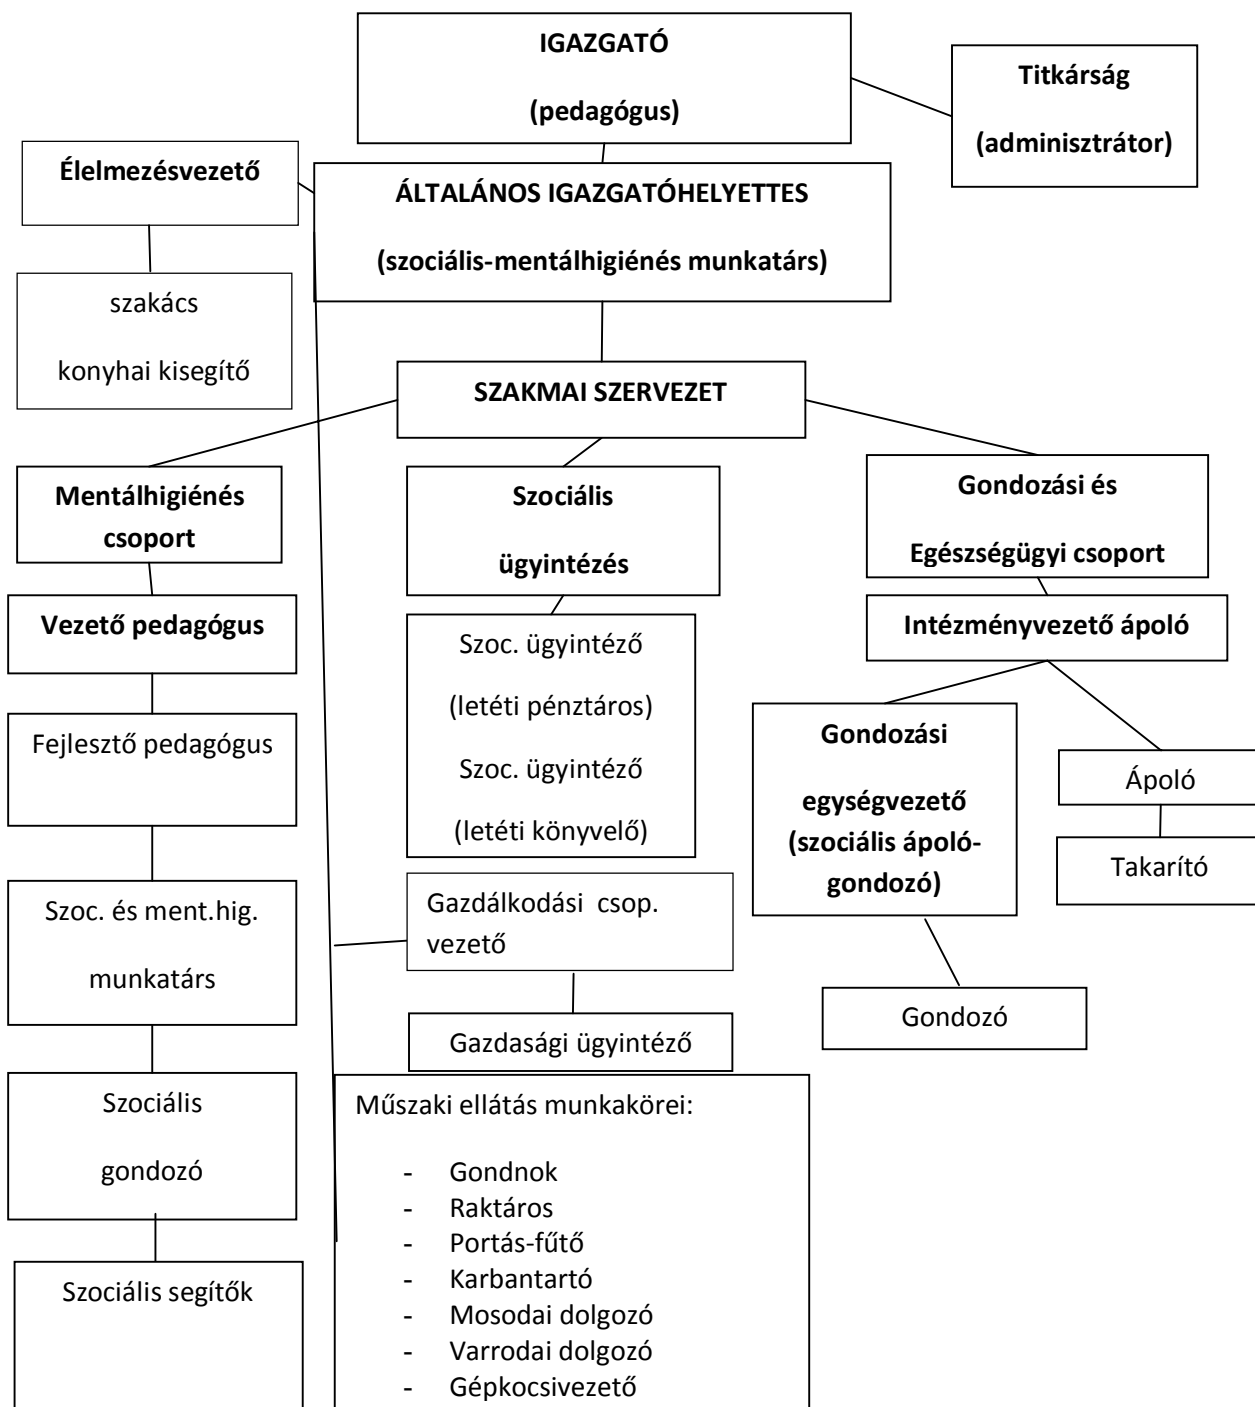 IGAZGATÓ
(pedagógus)
Titkárság
(adminisztrátor)
Élelmezésvezető
ÁLTALÁNOS IGAZGATÓHELYETTES
(szociális-mentálhigiénés munkatárs)
szakács
konyhai kisegítő
SZAKMAI SZERVEZET
Mentálhigiénés
csoport
Vezető pedagógus
Fejlesztő pedagógus
Szoc. és ment.hig.
munkatárs
Szociális
gondozó
Szociális segítők
Szociális
ügyintézés
Szoc. ügyintéző
(letéti pénztáros)
Szoc. ügyintéző
(letéti könyvelő)
Gazdálkodási csop.
vezető
Gazdasági ügyintéző
Műszaki ellátás munkakörei:
- Gondnok
- Raktáros
- Portás-fűtő
- Karbantartó
- Mosodai dolgozó
- Varrodai dolgozó
- Gépkocsivezető
Gondozási és
Egészségügyi csoport
Intézményvezető ápoló
Gondozási
egységvezető
(szociális ápoló-
gondozó)
Gondozó
Ápoló
Takarító